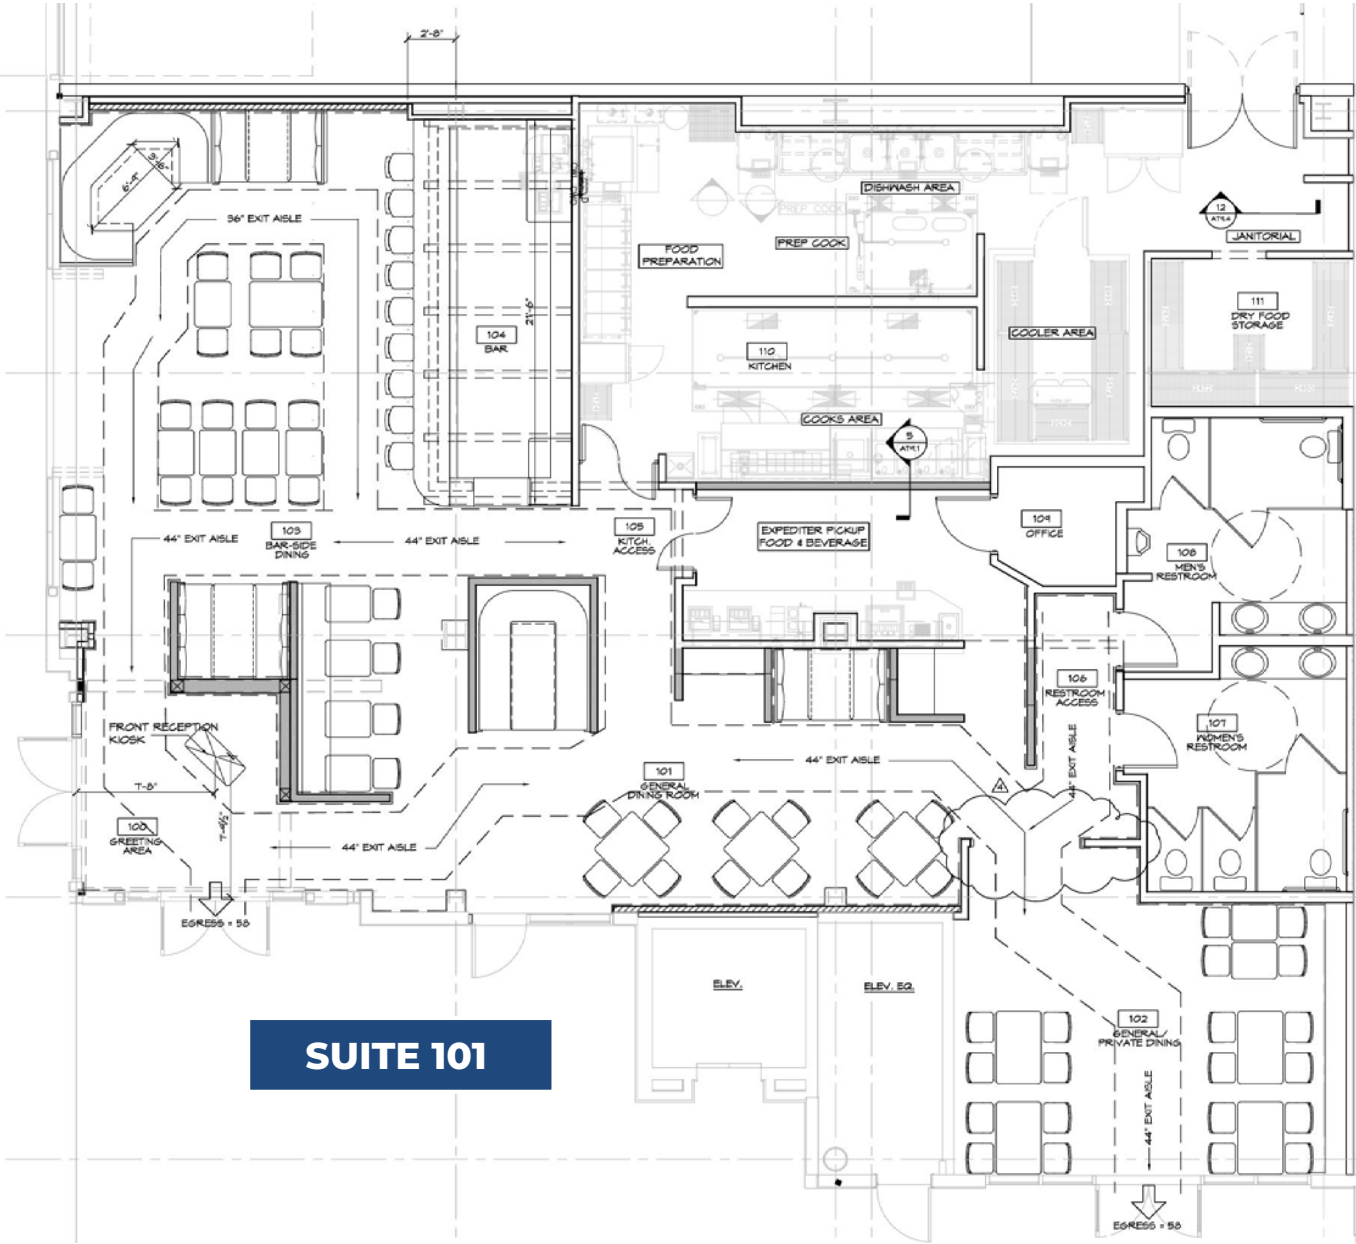 2'-8"
3'-6"
6'-9"
36" EXIT AISLE
DISHWASH AREA
PREP COOK
PREP COOK
FOOD
PREPARATION
12
JANITORIAL
21'-6"
104
BAR
111
DRY FOOD
STORAGE
COOLER AREA
110
KITCHEN
COOKS AREA
5
103
BAR-SIDE
DINING
44" EXIT AISLE
44" EXIT AISLE
105
KITCH.
ACCESS
EXPEDITER PICKUP
FOOD & BEVERAGE
109
OFFICE
108
MEN'S
RESTROOM
106
RESTROOM
ACCESS
107
WOMEN'S
RESTROOM
FRONT RECEPTION
KIOSK
7'-8"
7'-4½"
100
GREETING
AREA
44" EXIT AISLE
101
GENERAL
DINING ROOM
44" EXIT AISLE
44" EXIT AISLE
4
EGRESS = 58
ELEV.
ELEV. EQ.
102
GENERAL/
PRIVATE DINING
44" EXIT AISLE
SUITE 101
EGRESS = 58